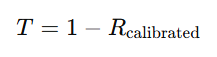 T = 1 – R_calibrated